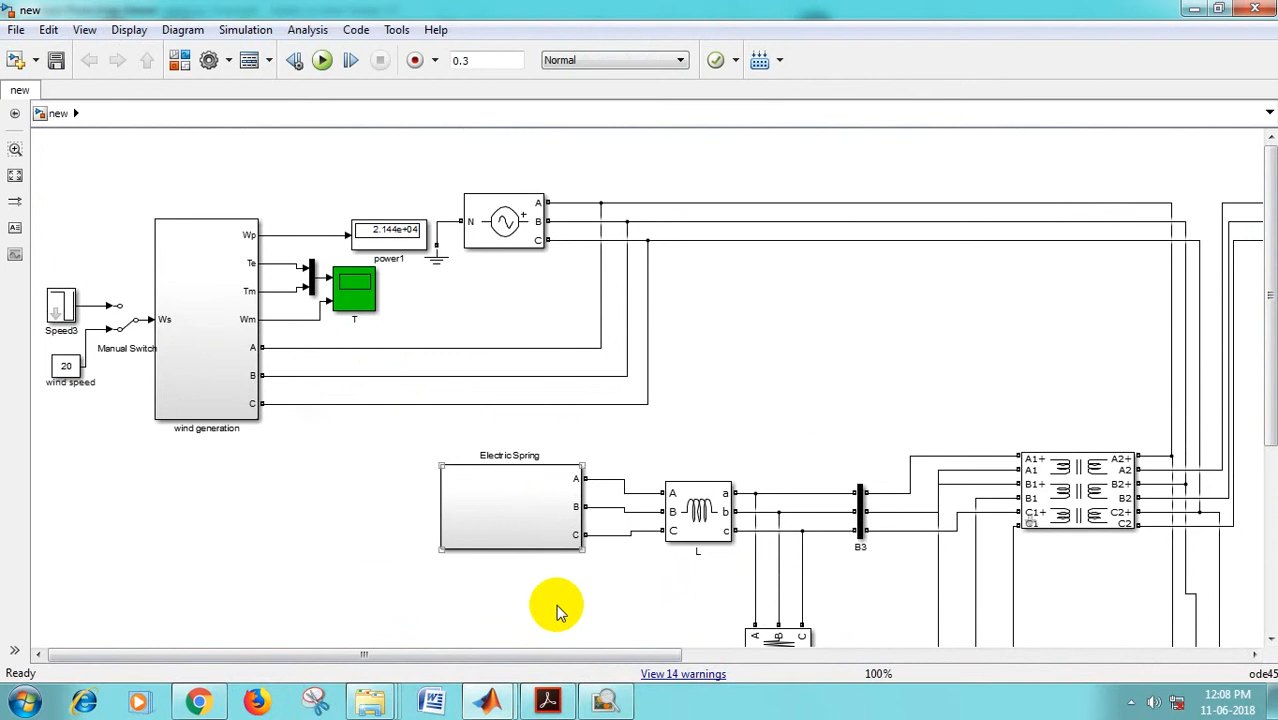 new
File Edit View Display Diagram Simulation Analysis Code Tools Help
0.3 Normal
new
new
Wp
Te
Tm
Wm
Ws
A
B
C
wind generation
Speed3
Manual Switch
20
wind speed
2.144e+04
power1
T
N + A
B
C
Electric Spring
A
B
C
A a
B b
C c
L
B3
A1+ A2+
A1 A2
B1+ B2+
B1 B2
C1+ C2+
C1 C2
A B C
Ready View 14 warnings 100% ode45
12:08 PM
11-06-2018